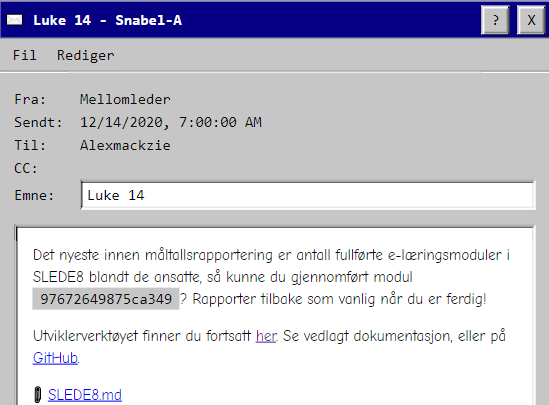 Luke 14 - Snabel-A
? X
Fil Rediger
Fra: Mellomleder
Sendt: 12/14/2020, 7:00:00 AM
Til: Alexmackzie
CC:
Emne: Luke 14
Det nyeste innen måltallsrapportering er antall fullførte e-læringsmoduler i
SLEDE8 blandt de ansatte, så kunne du gjennomført modul
97672649875ca349? Rapporter tilbake som vanlig når du er ferdig!
Utviklerverktøyet finner du fortsatt her. Se vedlagt dokumentasjon, eller på
GitHub.
SLEDE8.md